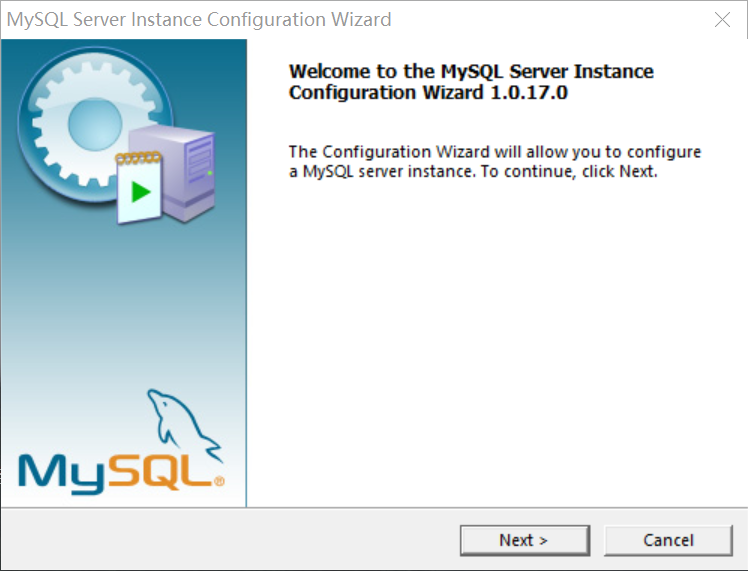 MySQL Server Instance Configuration Wizard
Welcome to the MySQL Server Instance
Configuration Wizard 1.0.17.0
The Configuration Wizard will allow you to configure
a MySQL server instance. To continue, click Next.
MySQL®
Next >
Cancel